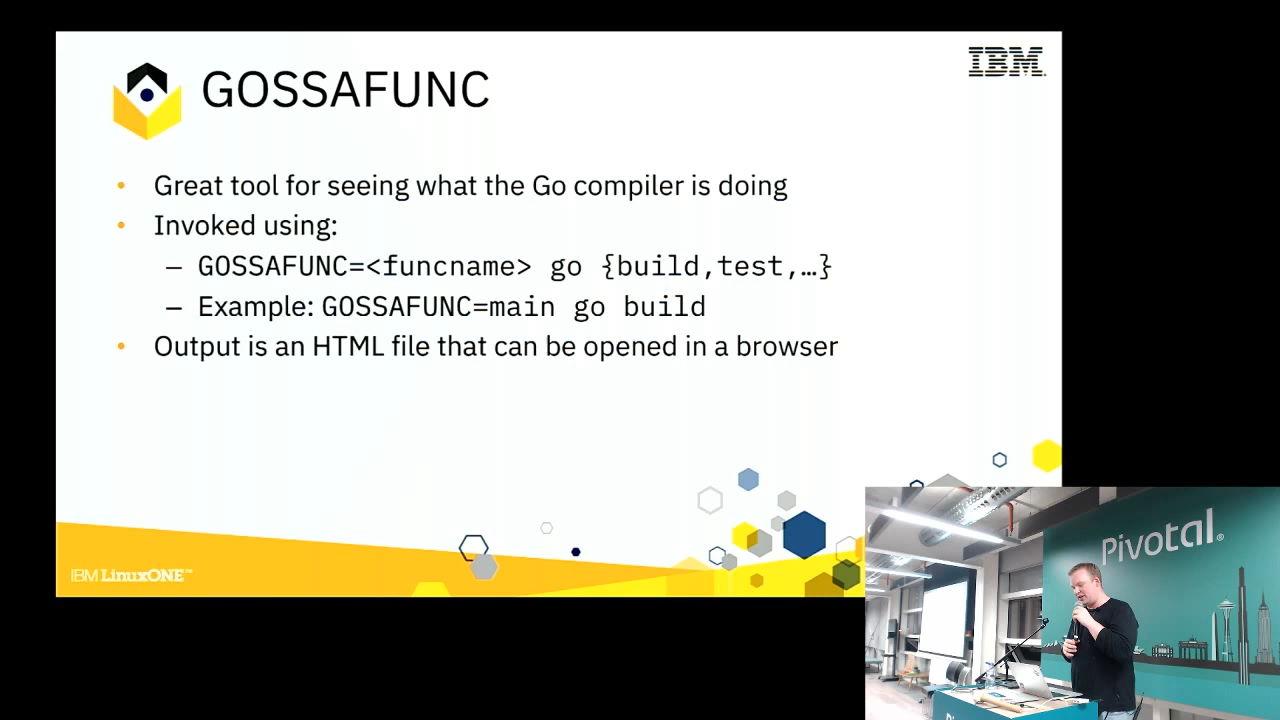 IBM
GOSSAFUNC
• Great tool for seeing what the Go compiler is doing
• Invoked using:
– GOSSAFUNC=<funcname> go {build,test,…}
– Example: GOSSAFUNC=main go build
• Output is an HTML file that can be opened in a browser
IBM LinuxONE™
Pivotal®